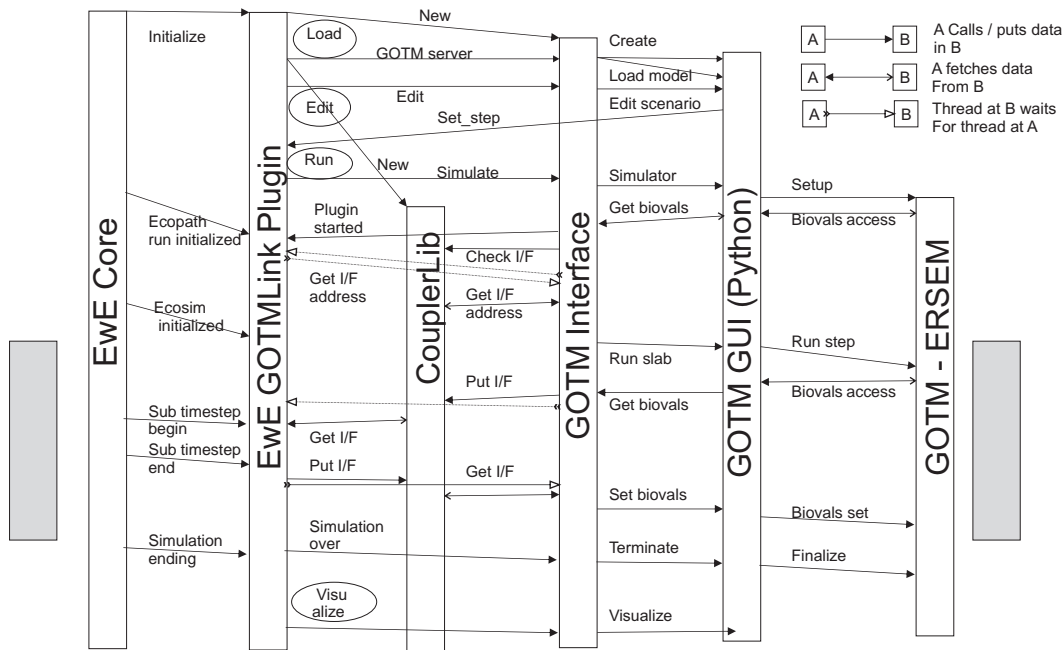 New
Initialize
Load
GOTM server
Edit
Edit
Set_step
Run
New
Simulate
Create
Load model
Edit scenario
A
B
A Calls / puts data
in B
A
B
A fetches data
From B
A
B
Thread at B waits
For thread at A
Simulator
Setup
Ecopath
run initialized
Plugin
started
Get biovals
Biovals access
Check I/F
Get I/F
address
Get I/F
address
Ecosim
initialized
Run slab
Run step
Put I/F
Get biovals
Biovals access
Sub timestep
begin
Get I/F
Sub timestep
end
Put I/F
Get I/F
Set biovals
Biovals set
Simulation
ending
Simulation
over
Terminate
Finalize
Visu
alize
Visualize
EwE Core
EwE GOTMLink Plugin
CouplerLib
GOTM Interface
GOTM GUI (Python)
GOTM - ERSEM